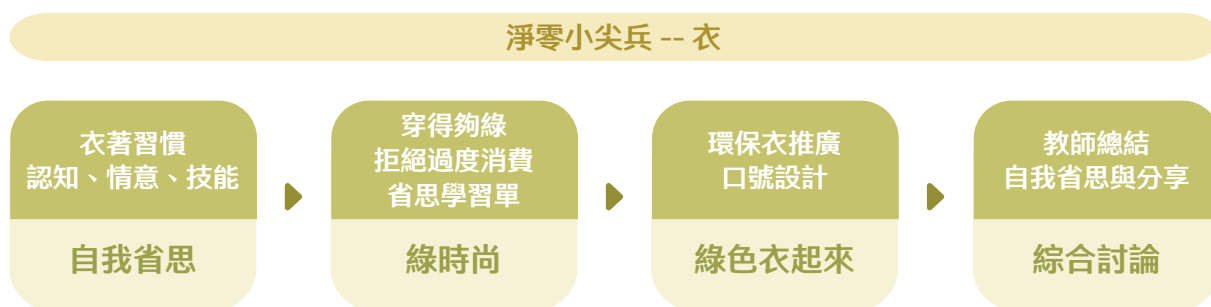 淨零小尖兵 -- 衣
衣著習慣
認知、情意、技能
自我省思
穿得夠綠
拒絕過度消費
省思學習單
綠時尚
環保衣推廣
口號設計
綠色衣起來
教師總結
自我省思與分享
綜合討論